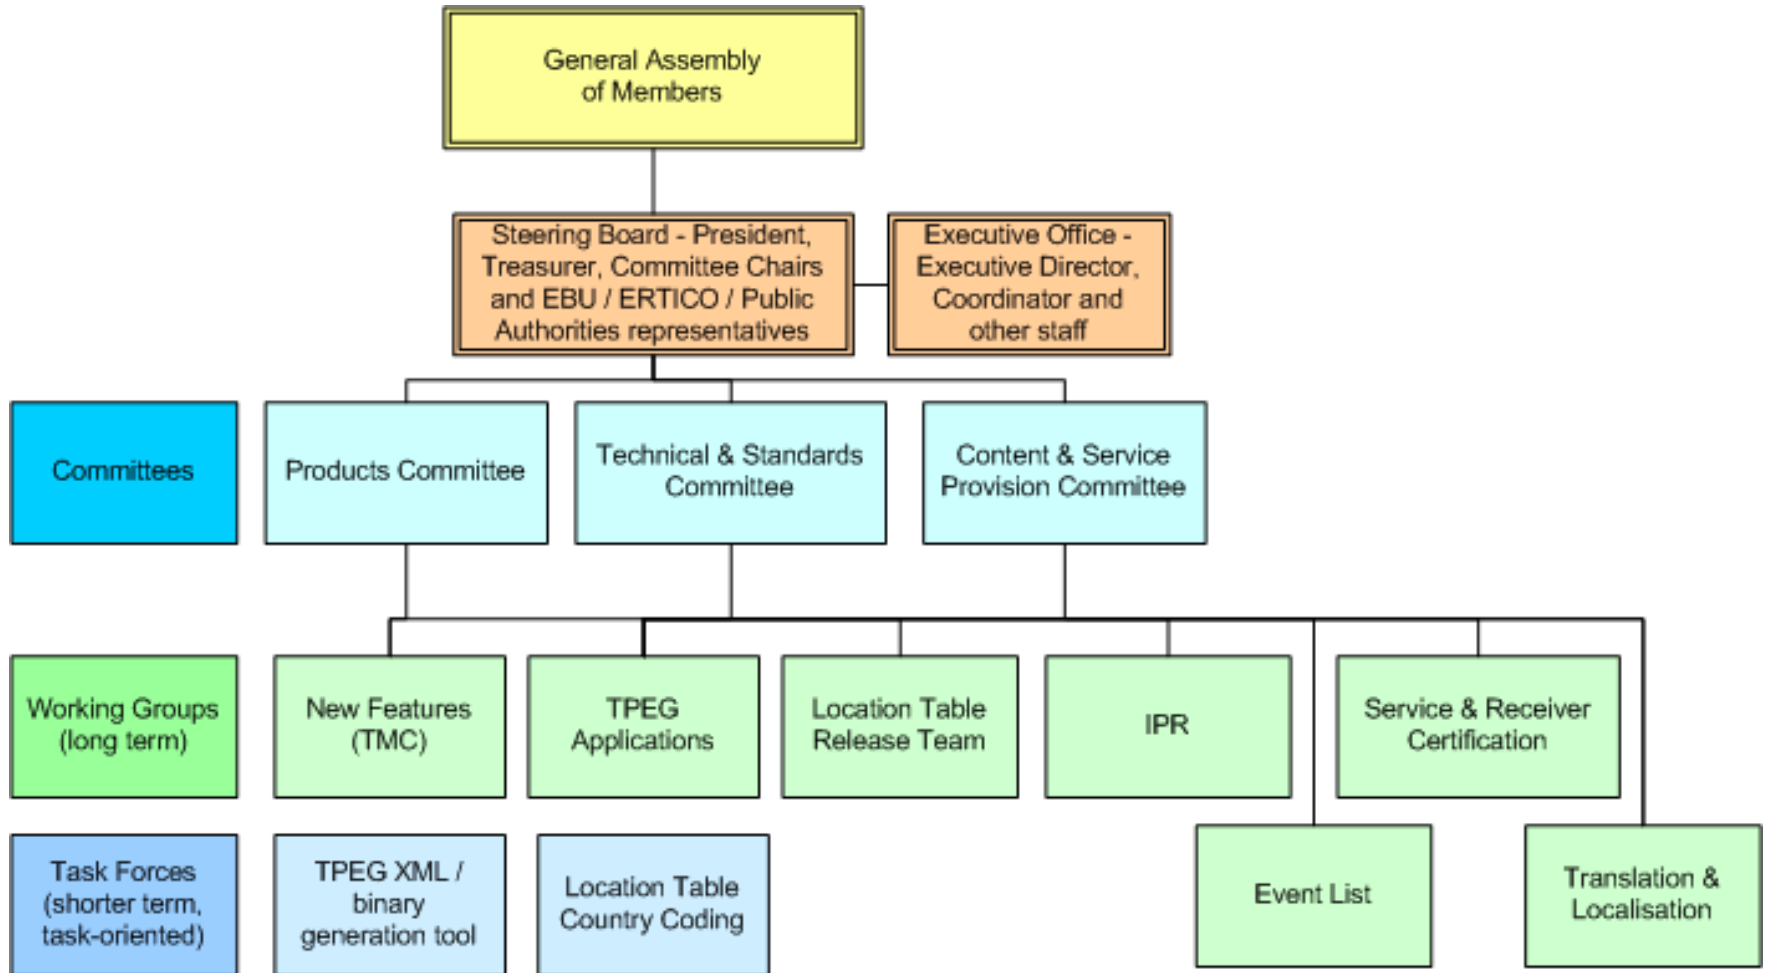 General Assembly
of Members
Steering Board - President,
Treasurer, Committee Chairs
and EBU / ERTICO / Public
Authorities representatives
Executive Office -
Executive Director,
Coordinator and
other staff
Committees
Products Committee
Technical & Standards
Committee
Content & Service
Provision Committee
Working Groups
(long term)
New Features
(TMC)
TPEG
Applications
Location Table
Release Team
IPR
Service & Receiver
Certification
Task Forces
(shorter term,
task-oriented)
TPEG XML /
binary
generation tool
Location Table
Country Coding
Event List
Translation &
Localisation